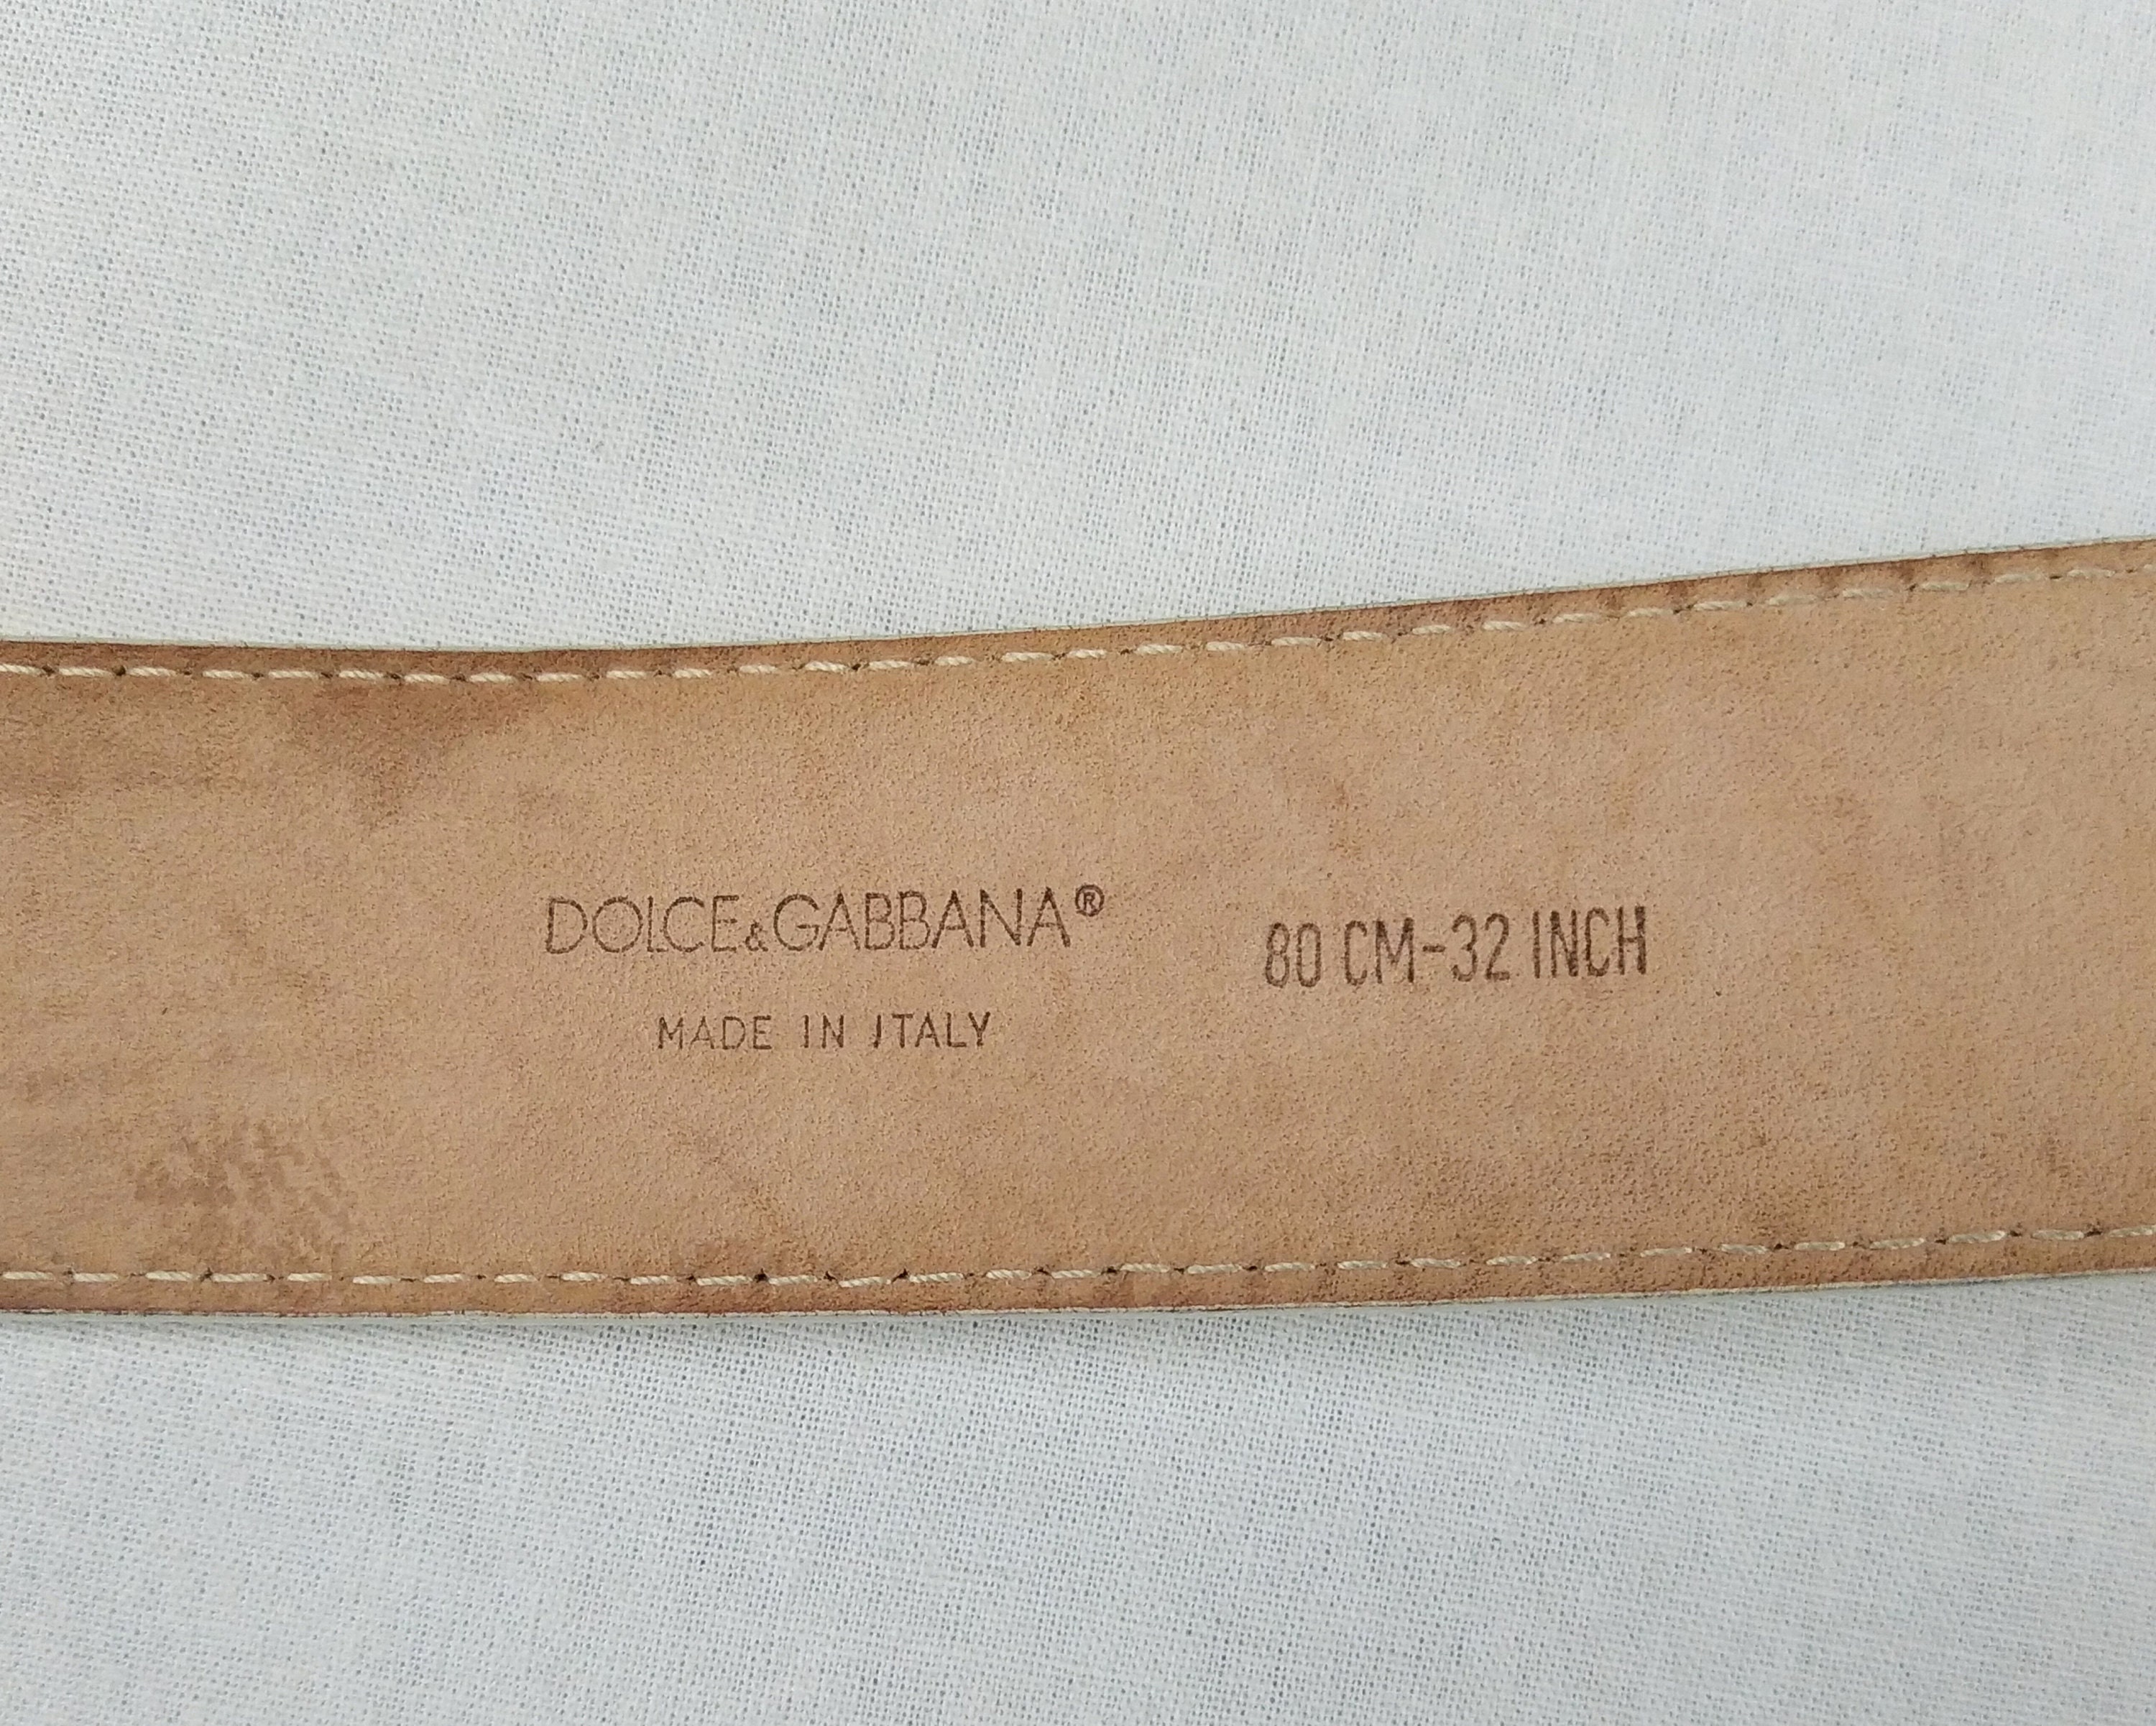 DOLCE&GABBANA®
MADE IN ITALY
80 CM-32 INCH